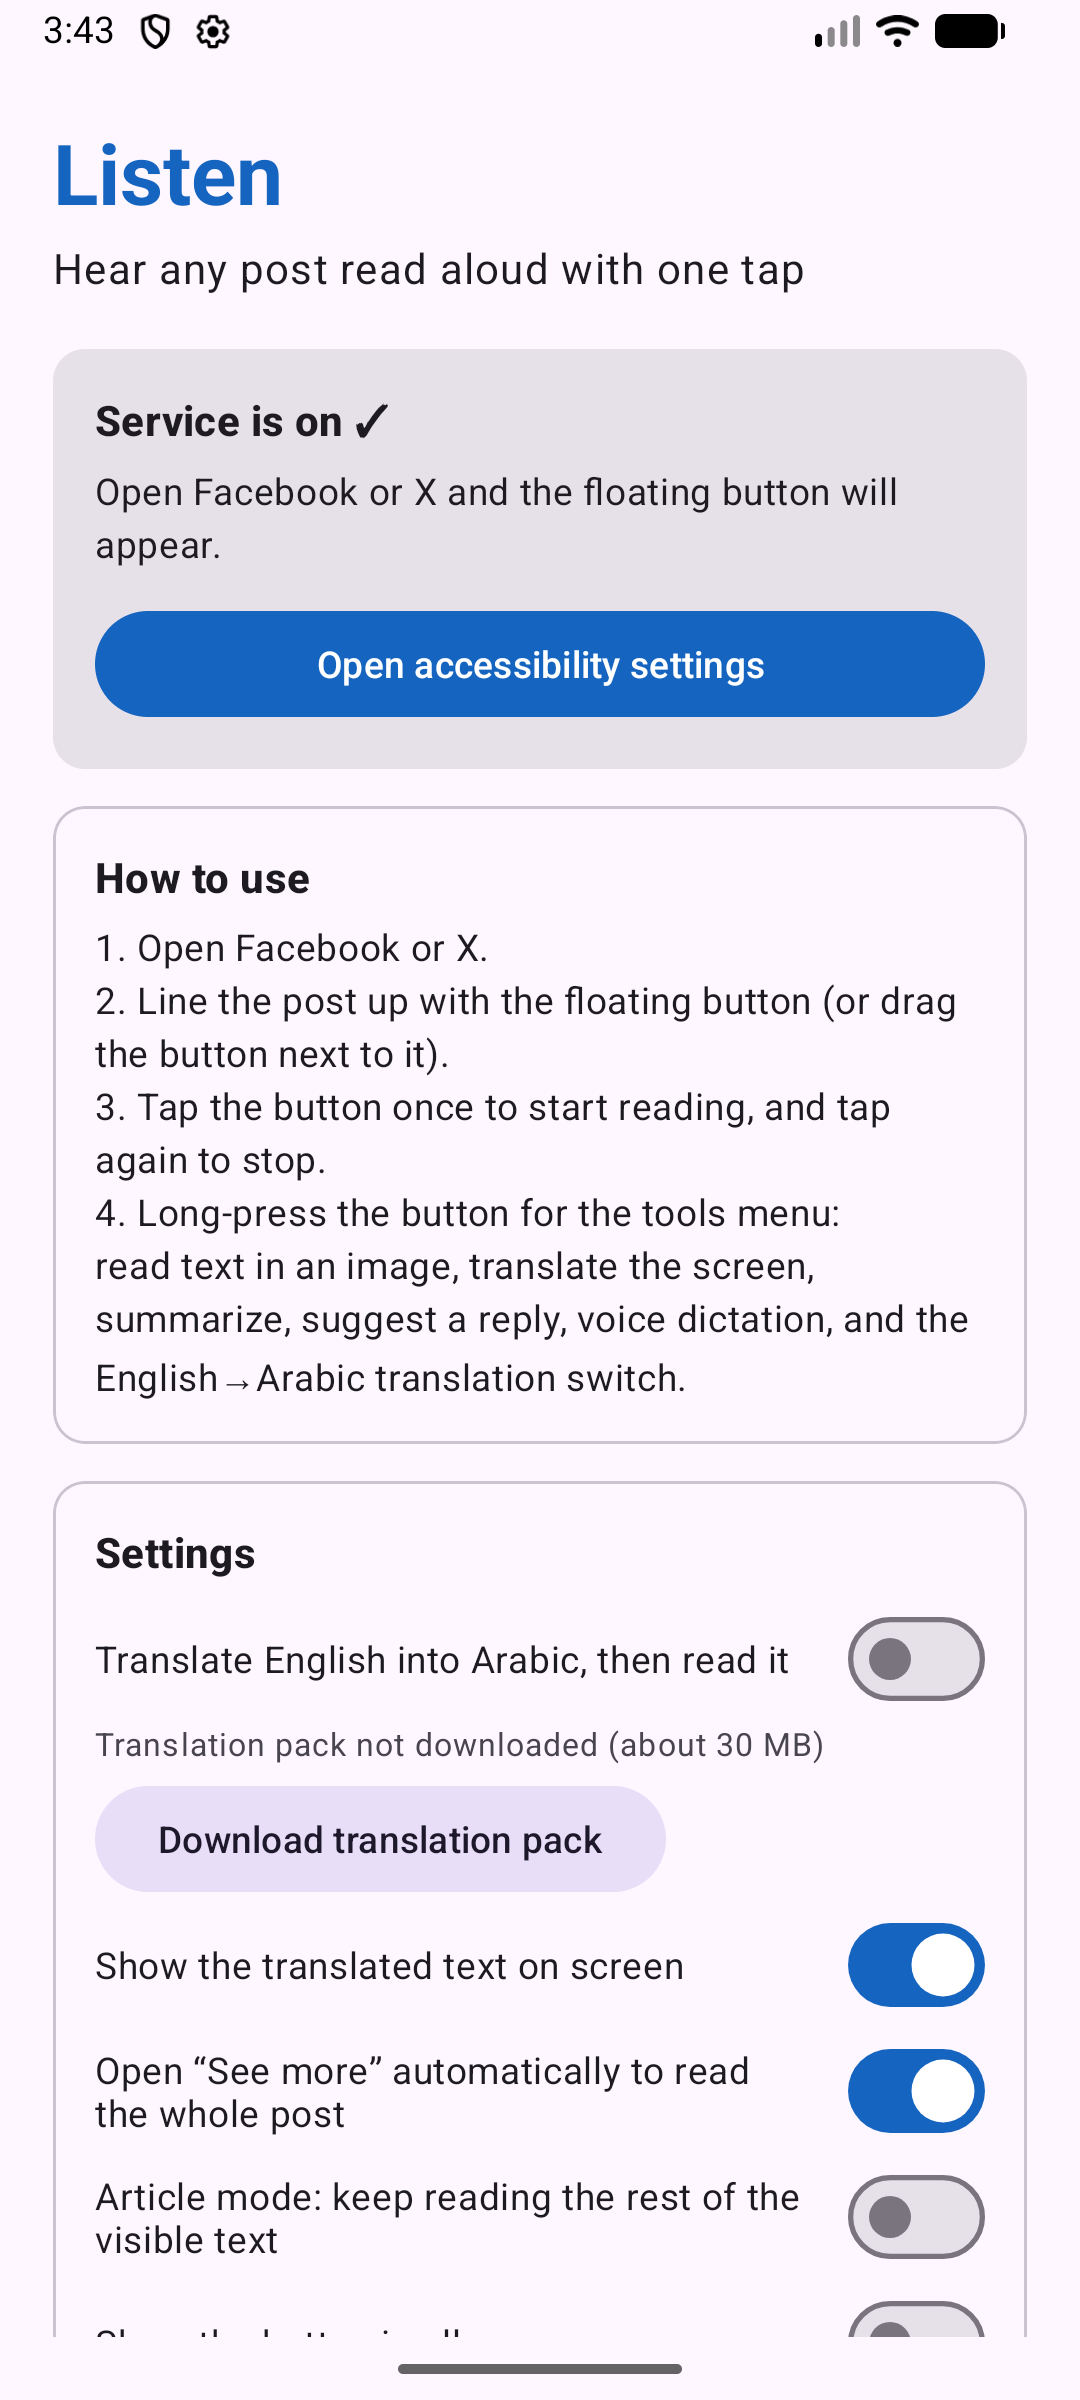 3:43
Listen
Hear any post read aloud with one tap
Service is on ✓
Open Facebook or X and the floating button will
appear.
Open accessibility settings
How to use
1. Open Facebook or X.
2. Line the post up with the floating button (or drag
the button next to it).
3. Tap the button once to start reading, and tap
again to stop.
4. Long-press the button for the tools menu:
read text in an image, translate the screen,
summarize, suggest a reply, voice dictation, and the
English→Arabic translation switch.
Settings
Translate English into Arabic, then read it
Translation pack not downloaded (about 30 MB)
Download translation pack
Show the translated text on screen
Open “See more” automatically to read
the whole post
Article mode: keep reading the rest of the
visible text